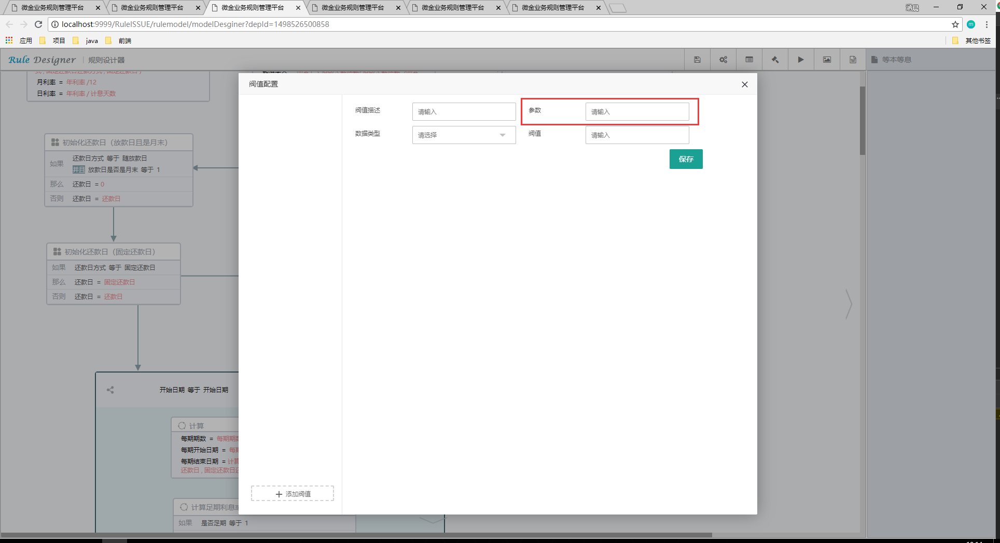 微金业务规则管理平台
微金业务规则管理平台
微金业务规则管理平台
微金业务规则管理平台
微金业务规则管理平台
微金业务规则管理平台
涵晨
localhost:9999/RuleISSUE/rulemodel/modelDesginer?depId=1498526500858
m
应用
项目
java
前端
其他书签
Rule Designer
规则设计器
等本等息
月利率 = 年利率 /12
日利率 = 年利率 / 计息天数
初始化还款日（放款日且是月末）
如果
还款日方式 等于 随放款日
并且 放款日是否是月末 等于 1
那么 还款日 = 0
否则 还款日 = 还款日
初始化还款日（固定还款日）
如果 还款日方式 等于 固定还款日
那么 还款日 = 固定还款日
否则 还款日 = 还款日
开始日期 等于 开始日期
计算
每期期数 = 每期期数
每期开始日期 = 每期
每期结束日期 = 计算
还款日 , 固定还款日还
计算足期利息或
如果 是否足期 等于 1
阀值配置
阀值描述 请输入
参数 请输入
数据类型 请选择
阀值 请输入
保存
添加阀值